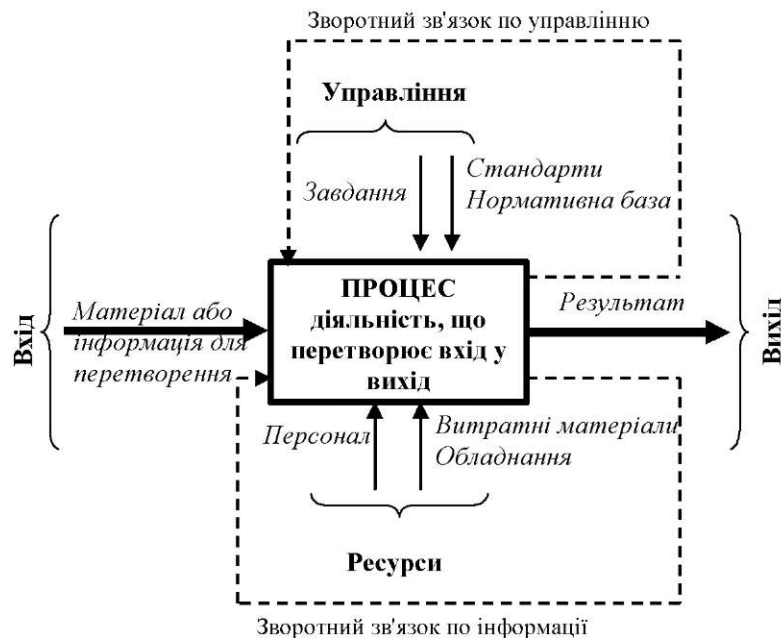 Зворотний зв'язок по управлінню
Управління
Завдання
Стандарти
Нормативна база
Вхід
Матеріал або
інформація для
перетворення
ПРОЦЕС
діяльність, що
перетворює вхід у
вихід
Результат
Вихід
Персонал
Витратні матеріали
Обладнання
Ресурси
Зворотний зв'язок по інформації